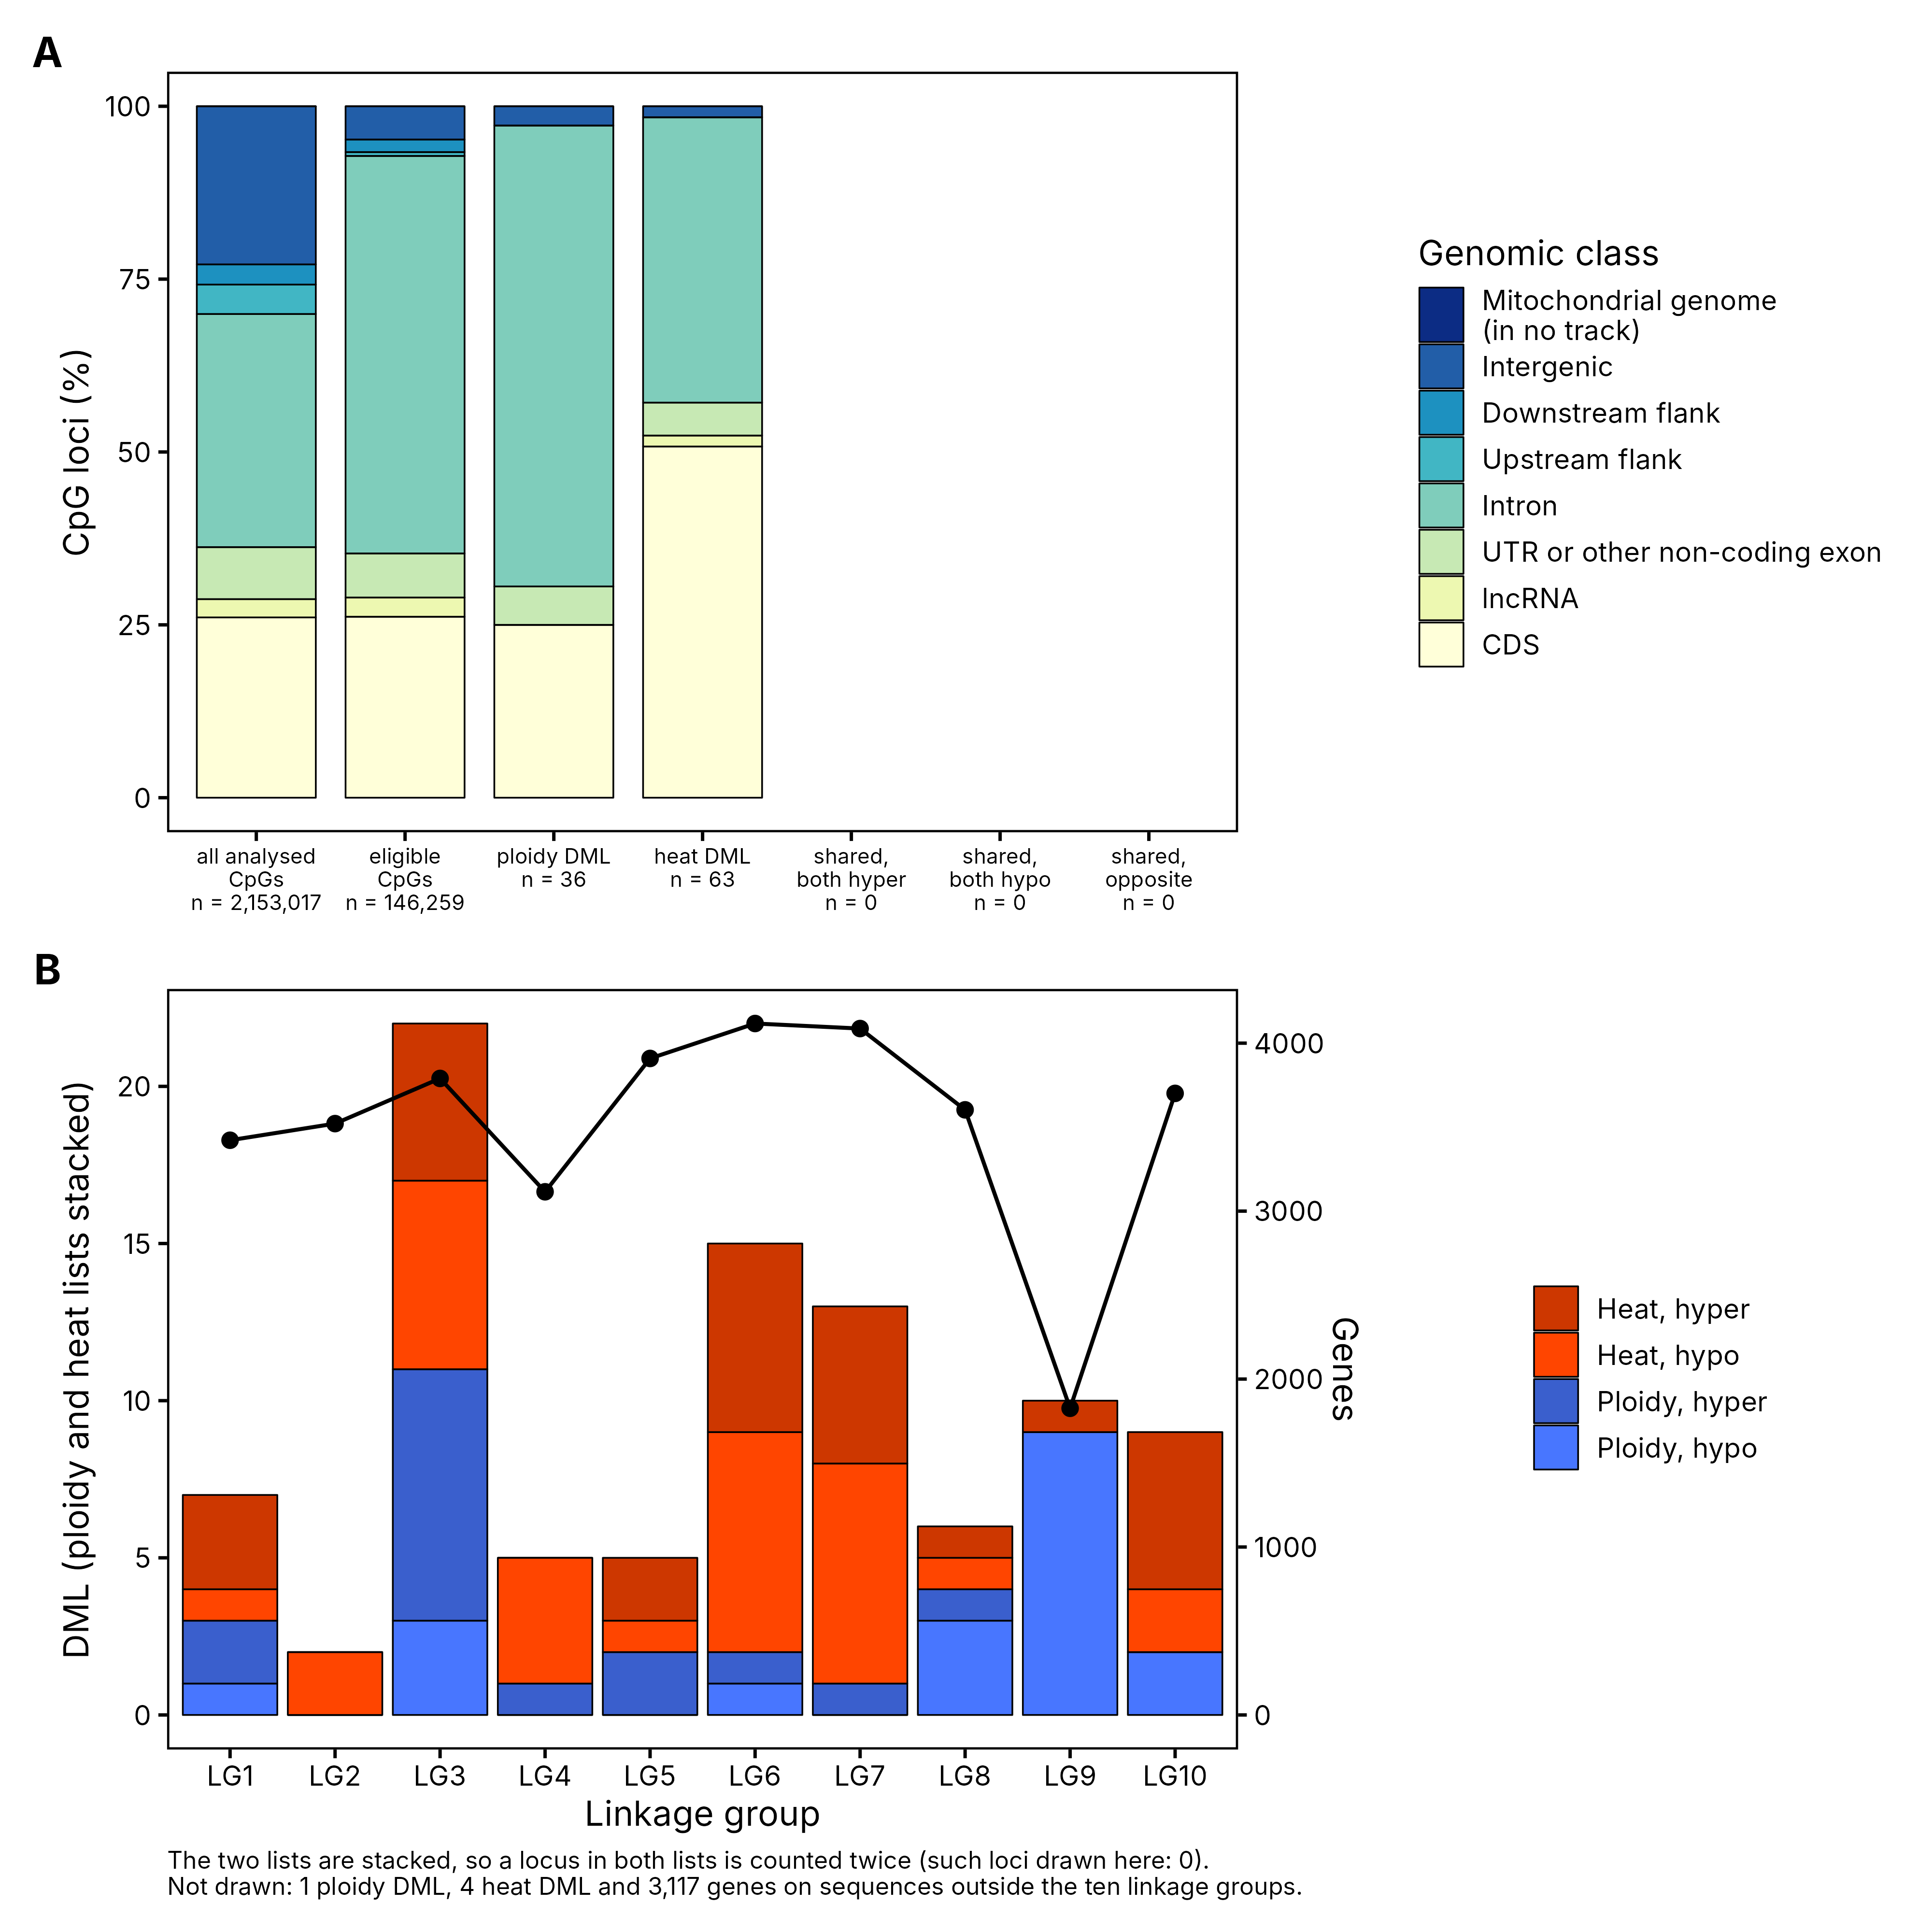 A
CpG loci (%)
100
75
50
25
0
all analysed
CpGs
n = 2,153,017
eligible
CpGs
n = 146,259
ploidy DML
n = 36
heat DML
n = 63
shared,
both hyper
n = 0
shared,
both hypo
n = 0
shared,
opposite
n = 0
Genomic class
Mitochondrial genome
(in no track)
Intergenic
Downstream flank
Upstream flank
Intron
UTR or other non-coding exon
lncRNA
CDS
B
DML (ploidy and heat lists stacked)
20
15
10
5
0
4000
3000
2000
1000
0
Genes
LG1
LG2
LG3
LG4
LG5
LG6
LG7
LG8
LG9
LG10
Linkage group
Heat, hyper
Heat, hypo
Ploidy, hyper
Ploidy, hypo
The two lists are stacked, so a locus in both lists is counted twice (such loci drawn here: 0).
Not drawn: 1 ploidy DML, 4 heat DML and 3,117 genes on sequences outside the ten linkage groups.